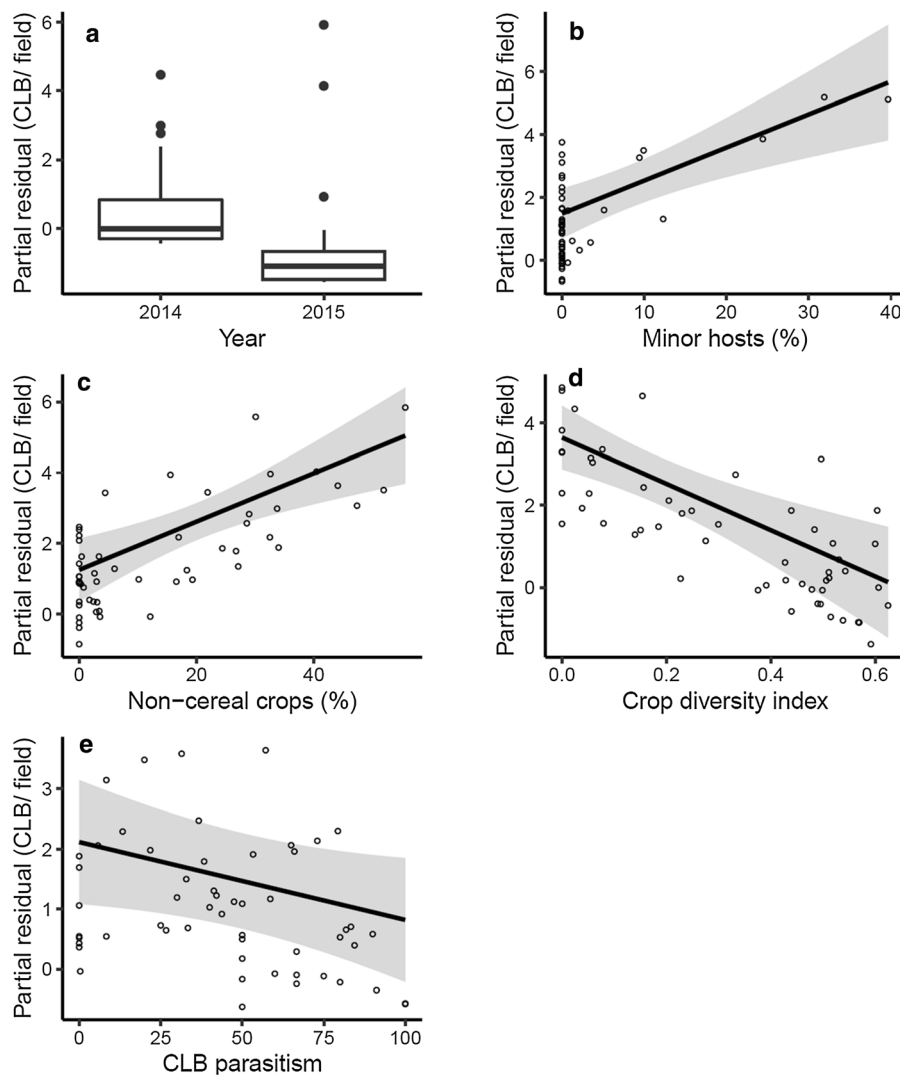 a
Partial residual (CLB/ field)
6
4
2
0
2014 2015
Year
b
Partial residual (CLB/ field)
6
4
2
0
0 10 20 30 40
Minor hosts (%)
c
Partial residual (CLB/ field)
6
4
2
0
0 20 40
Non−cereal crops (%)
d
Partial residual (CLB/ field)
4
2
0
0.0 0.2 0.4 0.6
Crop diversity index
e
Partial residual (CLB/ field)
3
2
1
0
0 25 50 75 100
CLB parasitism